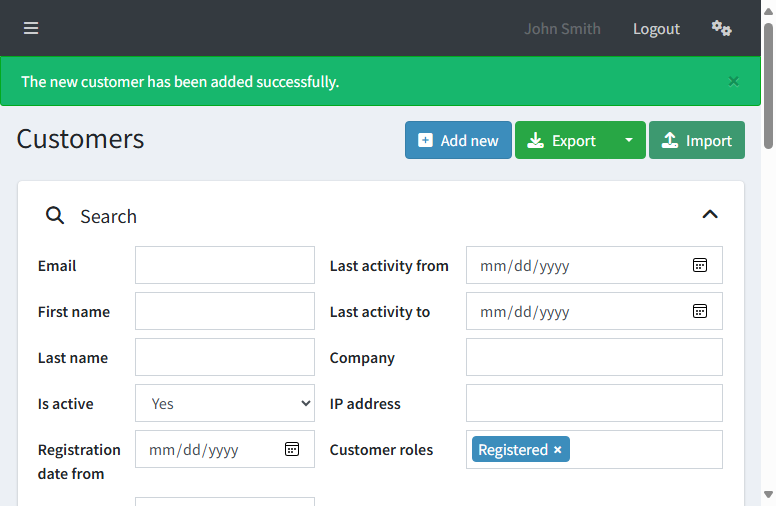 John Smith Logout
The new customer has been added successfully. ×
Customers
Add new
Export
Import
Search
Email
Last activity from mm/dd/yyyy
First name
Last activity to mm/dd/yyyy
Last name
Company
Is active Yes
IP address
Registration date from mm/dd/yyyy
Customer roles Registered ×